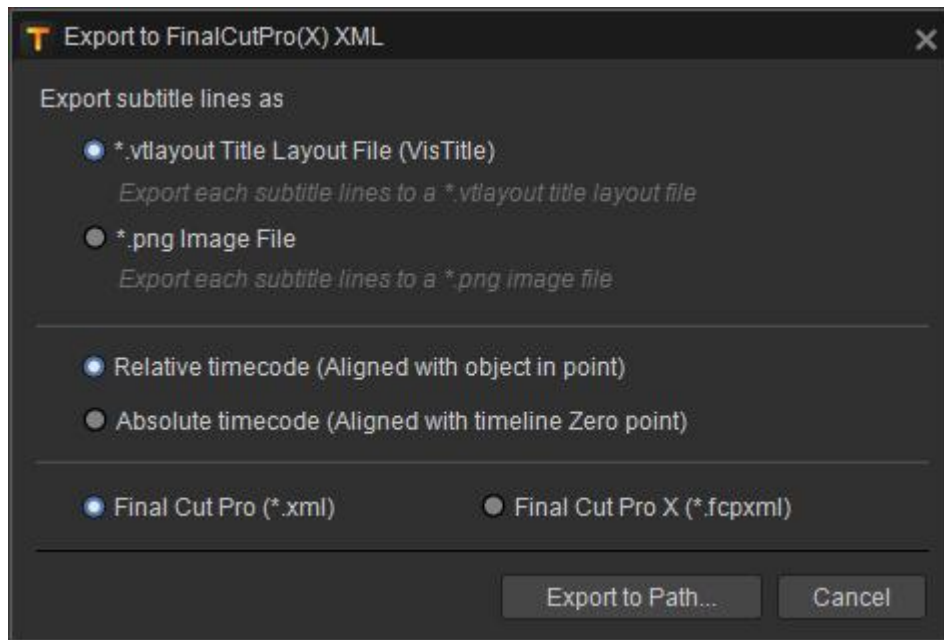 Export to FinalCutPro(X) XML
Export subtitle lines as
*.vtlayout Title Layout File (VisTitle)
Export each subtitle lines to a *.vtlayout title layout file
*.png Image File
Export each subtitle lines to a *.png image file
Relative timecode (Aligned with object in point)
Absolute timecode (Aligned with timeline Zero point)
Final Cut Pro (*.xml) Final Cut Pro X (*.fcpxml)
Export to Path... Cancel